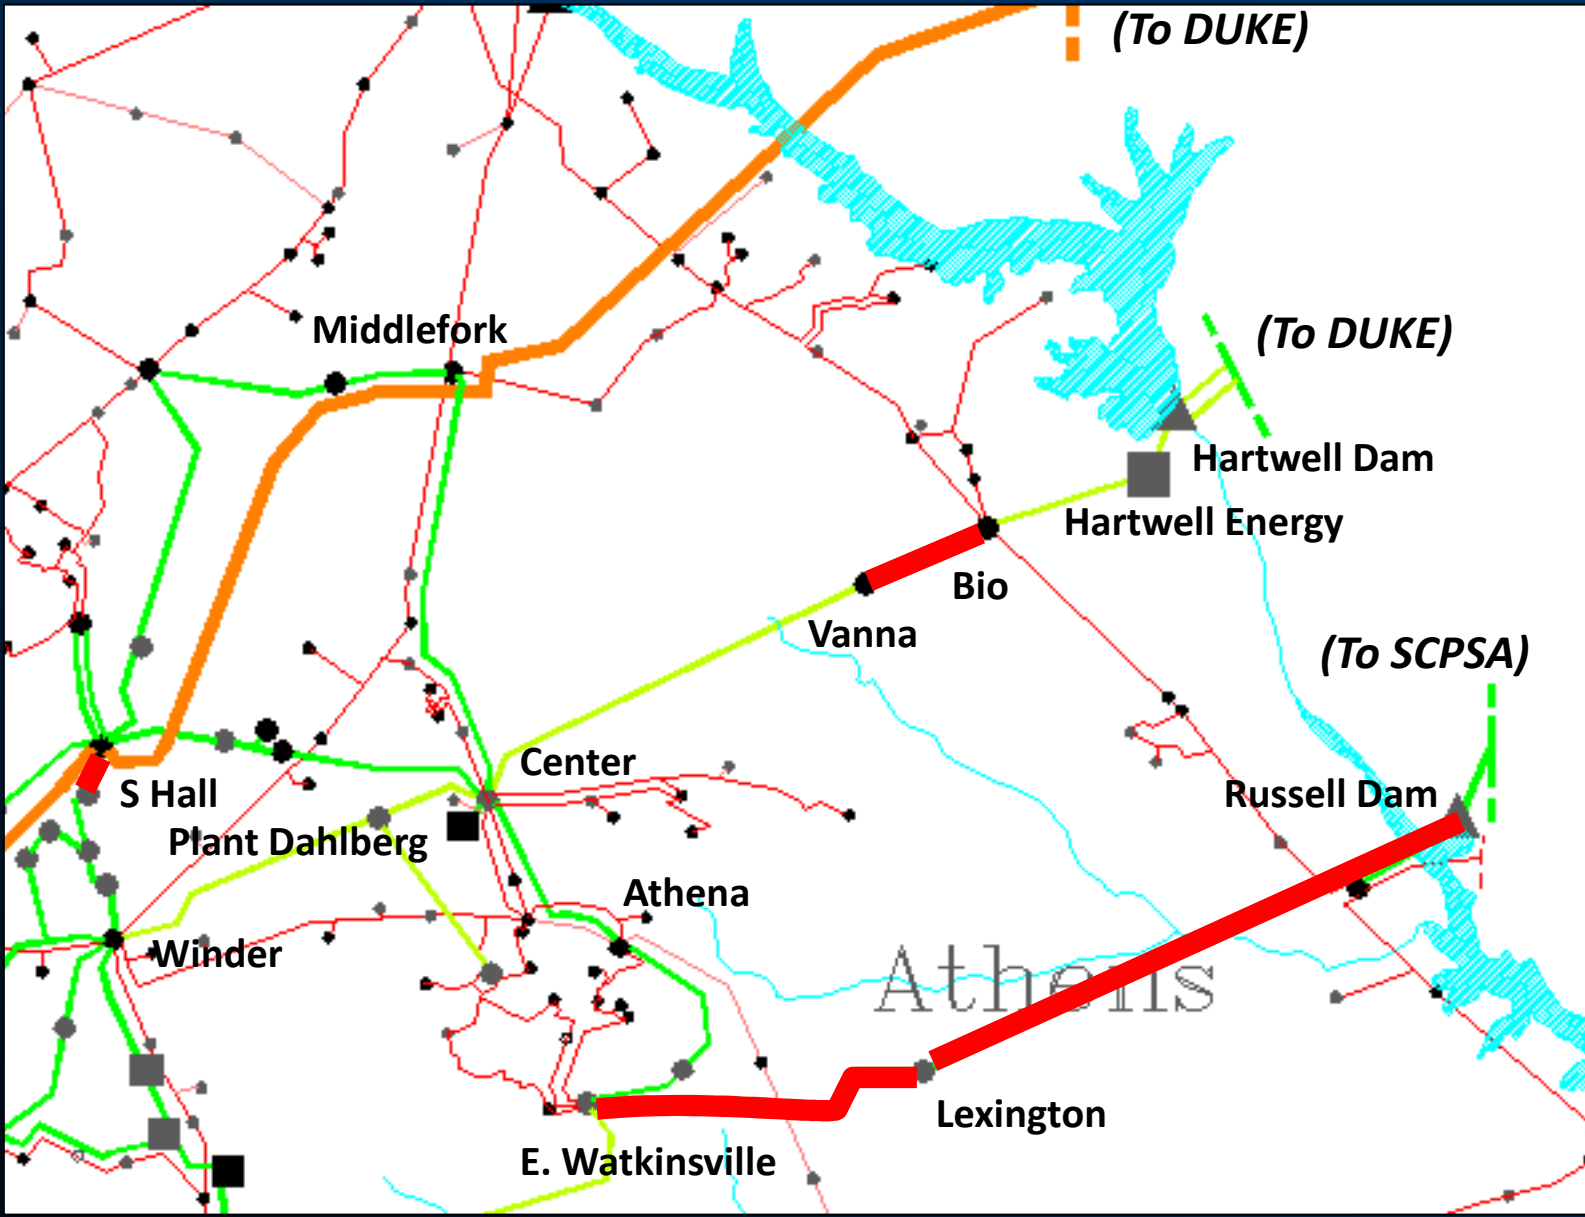 (To DUKE)
Middlefork
(To DUKE)
Hartwell Dam
Hartwell Energy
Bio
Vanna
(To SCPSA)
Center
S Hall
Russell Dam
Plant Dahlberg
Athena
Winder
Athens
Lexington
E. Watkinsville